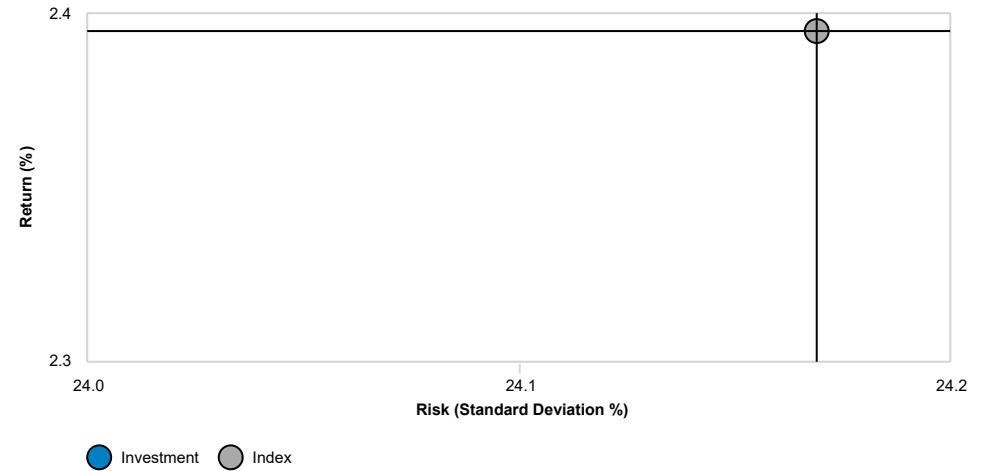 2.4
Return (%)
2.3
24.0 24.1 24.2
Risk (Standard Deviation %)
Investment Index